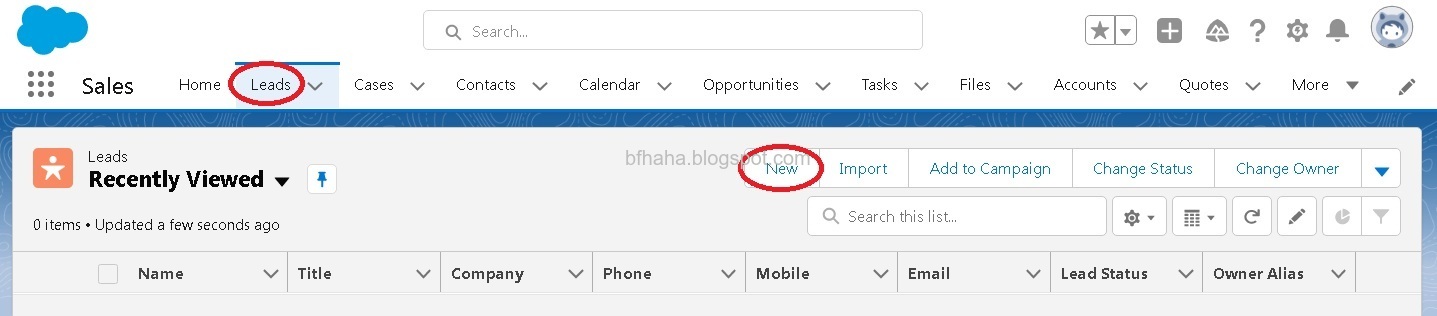 Search...
Sales Home Leads Cases Contacts Calendar Opportunities Tasks Files Accounts Quotes More
Leads
Recently Viewed
bfhaha.blogspot.com
New Import Add to Campaign Change Status Change Owner
0 items • Updated a few seconds ago
Search this list...
Name Title Company Phone Mobile Email Lead Status Owner Alias